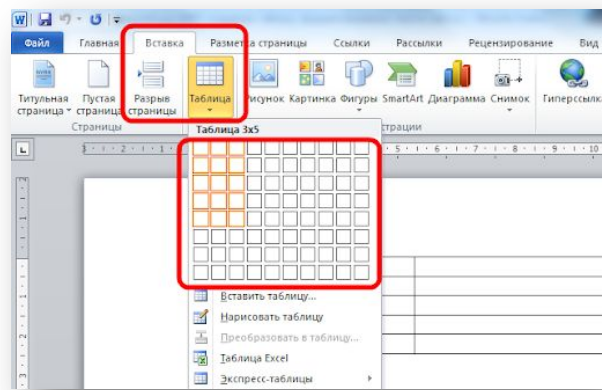 Файл Главная Вставка Разметка страницы Ссылки Рассылки Рецензирование Вид
Титульная страница Пустая страница Разрыв страницы Таблица Рисунок Картинка Фигуры SmartArt Диаграмма Снимок Гиперссылка
Страницы
Таблица 3x5
страции
Вставить таблицу...
Нарисовать таблицу
Преобразовать в таблицу...
Таблица Excel
Экспресс-таблицы